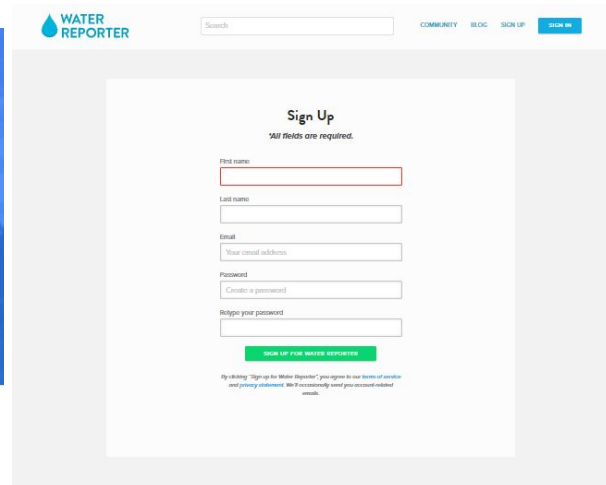 WATER
REPORTER
Search
COMMUNITY BLOG SIGN UP SIGN IN
Sign Up
*All fields are required.
First name
Last name
Email
Your email address
Password
Create a password
Retype your password
SIGN UP FOR WATER REPORTER
By clicking "Sign up for Water Reporter", you agree to our terms of service
and privacy statement. We'll occasionally send you account-related
emails.